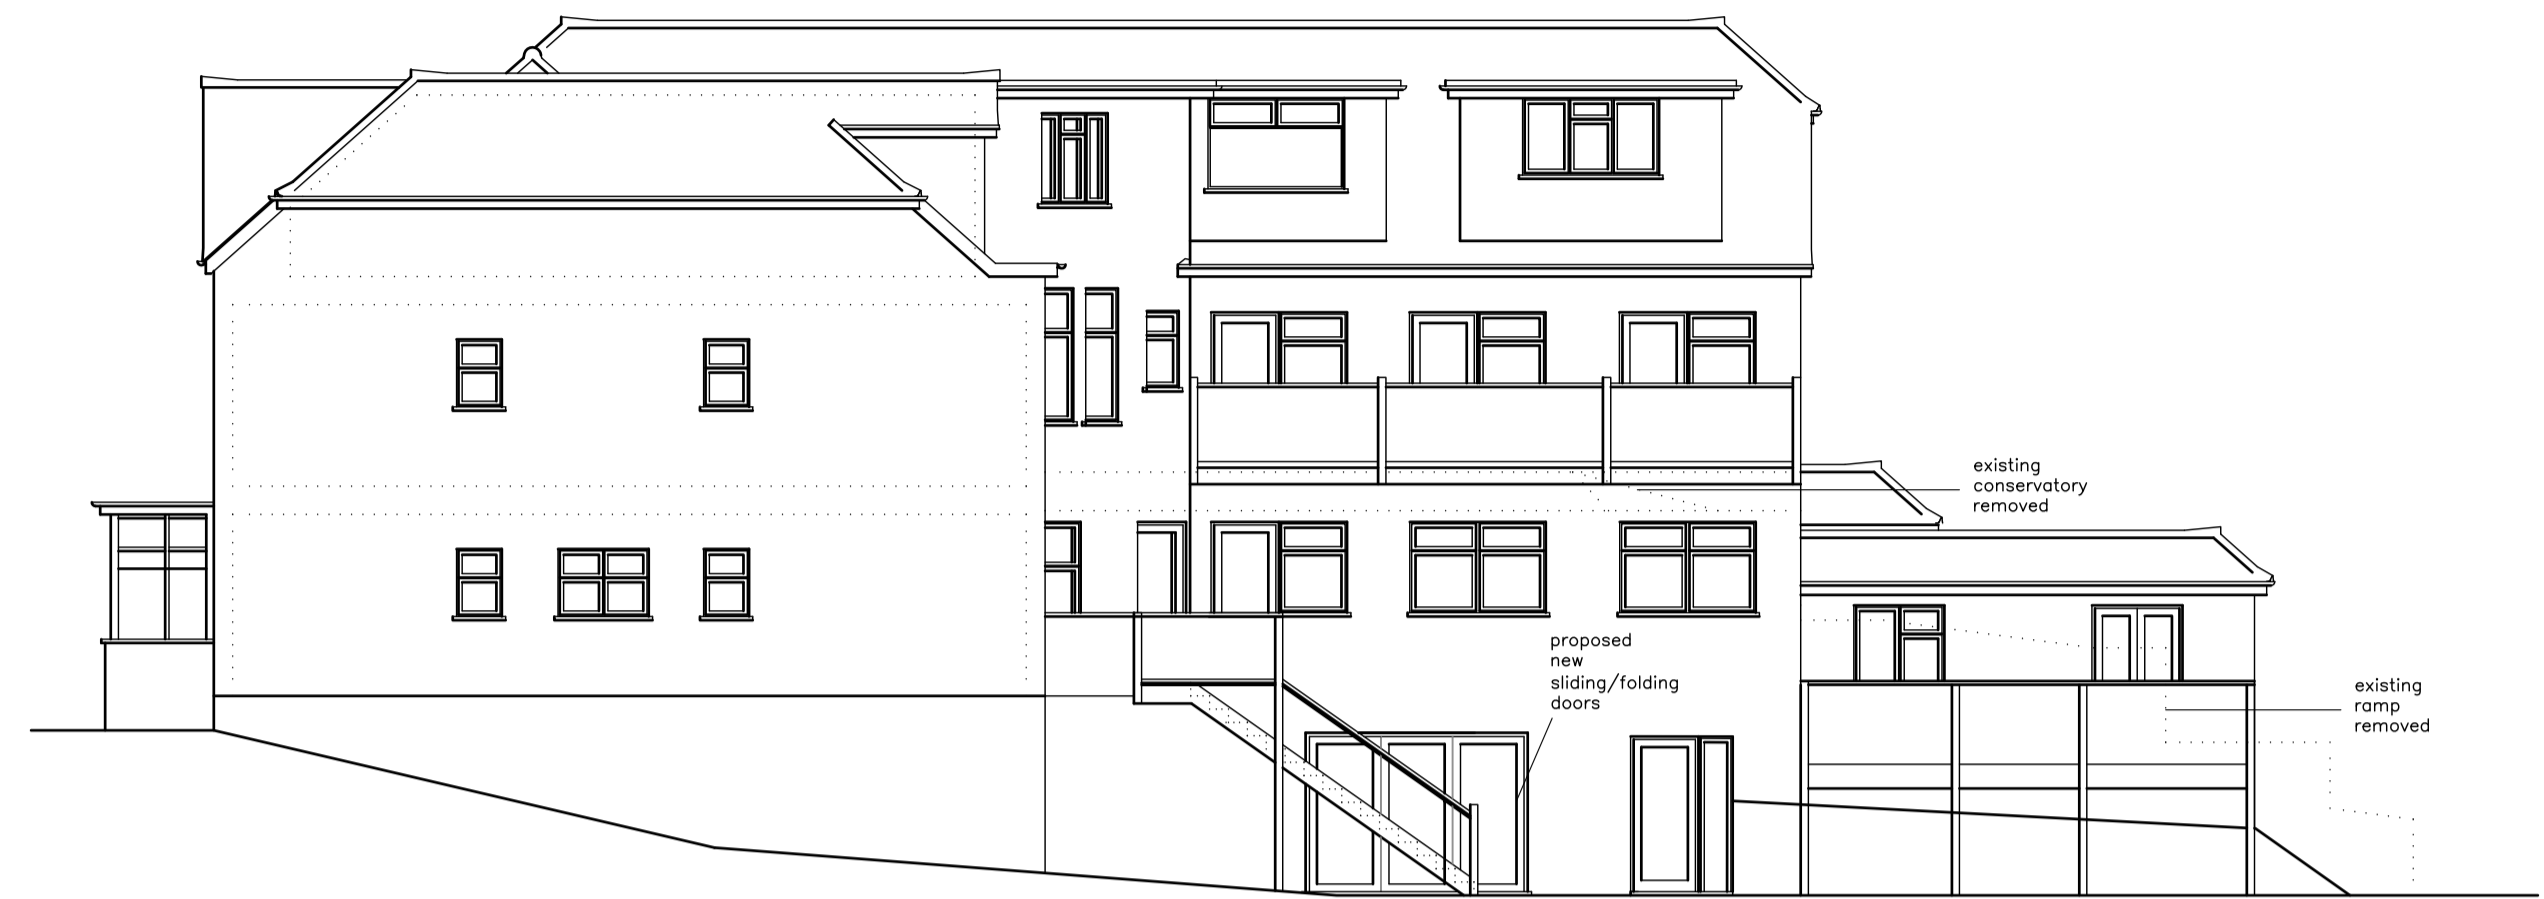 existing
conservatory
removed
proposed
new
sliding/folding
doors
existing
ramp
removed